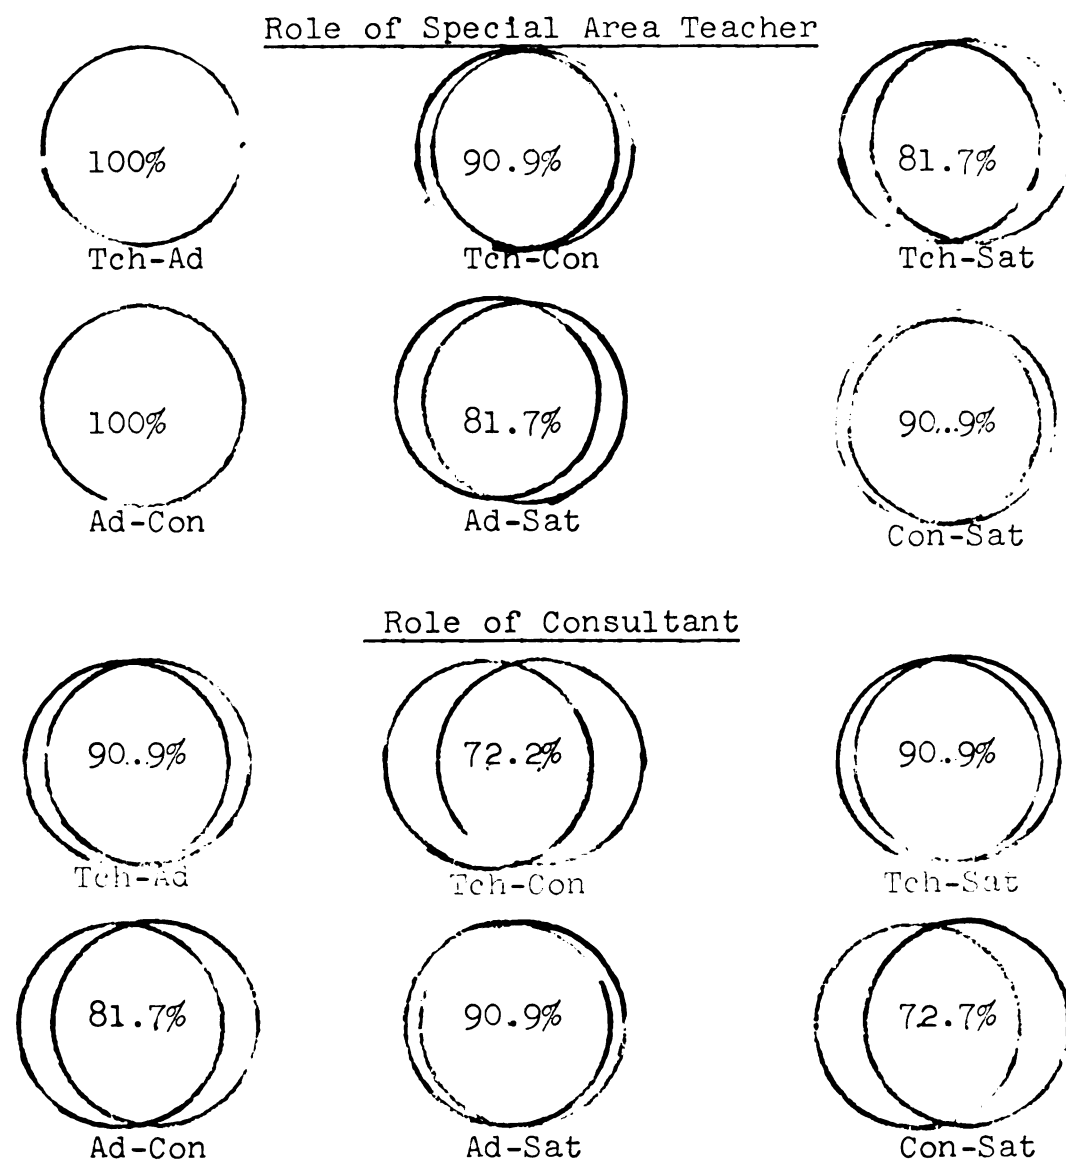 Role of Special Area Teacher
100% 90.9% 81.7%
Tch-Ad Tch-Con Tch-Sat
100% 81.7% 90..9%
Ad-Con Ad-Sat Con-Sat
Role of Consultant
90..9% 72.2% 90.9%
Tch-Ad Tch-Con Tch-Sat
81.7% 90.9% 72.7%
Ad-Con Ad-Sat Con-Sat